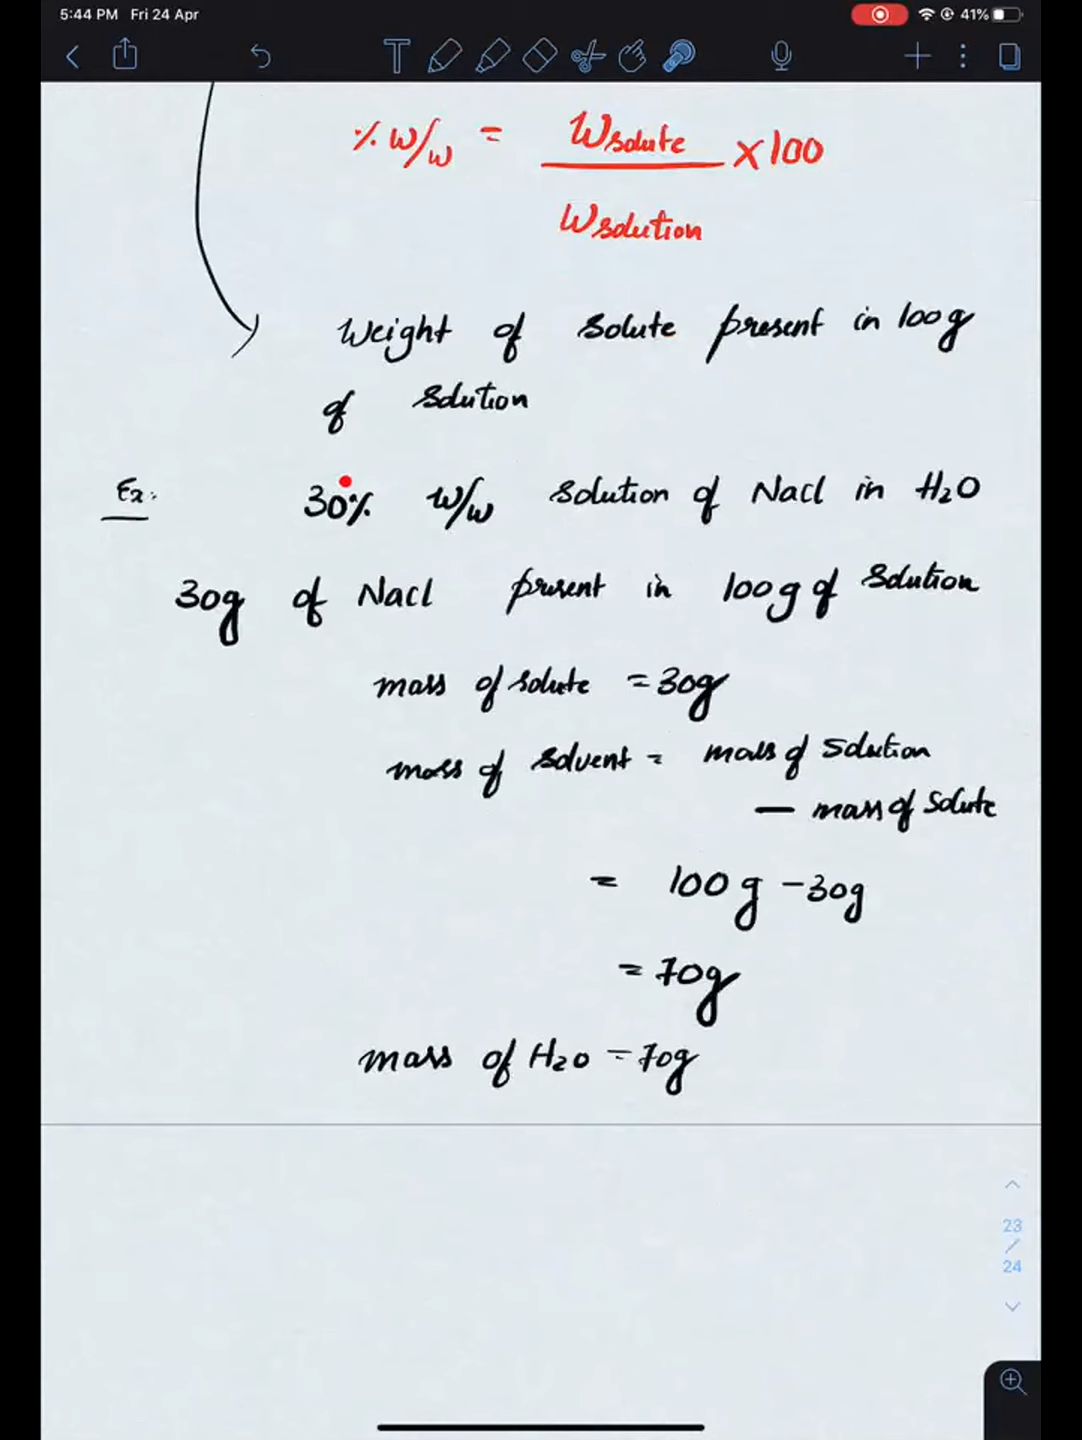 5:44 PM Fri 24 Apr 41%
% w/w = Wsolute / Wsolution × 100
Weight of solute present in 100g
of solution
Ex:- 30% w/w solution of Nacl in H2O
30g of Nacl present in 100g of solution
mass of solute = 30g
mass of solvent = mass of solution
— mass of solute
= 100g - 30g
= 70g
mass of H2O = 70g
23
/
24